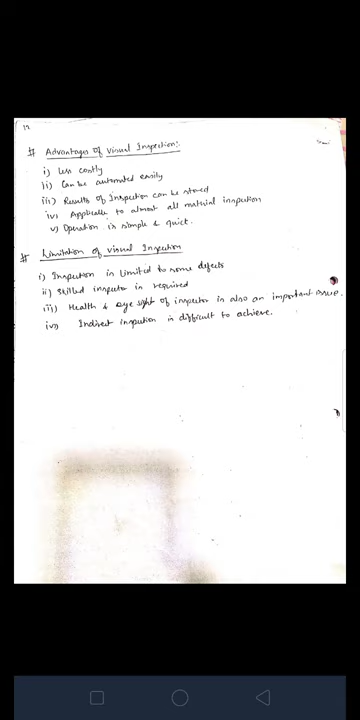 12
# Advantages of Visual Inspection:-
i) Less costly
ii) Can be automated easily
iii) Results of Inspection can be stored
iv) Applicable to almost all material inspection
v) Operation is simple & quick.
# Limitation of Visual Inspection
i) Inspection is limited to some defects
ii) Skilled inspector is required
iii) Health & eye sight of inspector is also an important issue.
iv) Indirect inspection is difficult to achieve.